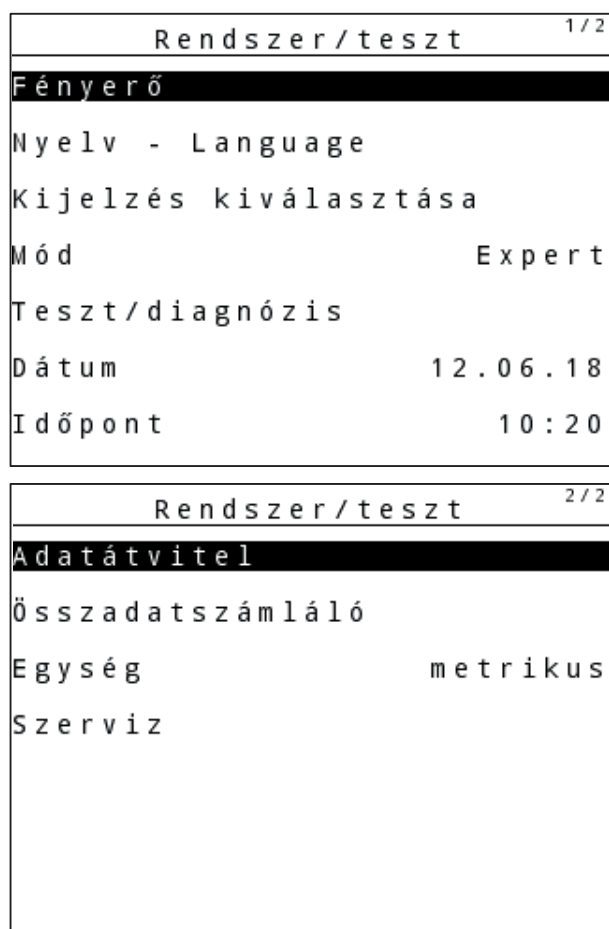 Rendszer/teszt 1/2
Fényerő
Nyelv - Language
Kijelzés kiválasztása
Mód Expert
Teszt/diagnózis
Dátum 12.06.18
Időpont 10:20
Rendszer/teszt 2/2
Adatátvitel
Összadatszámláló
Egység metrikus
Szerviz